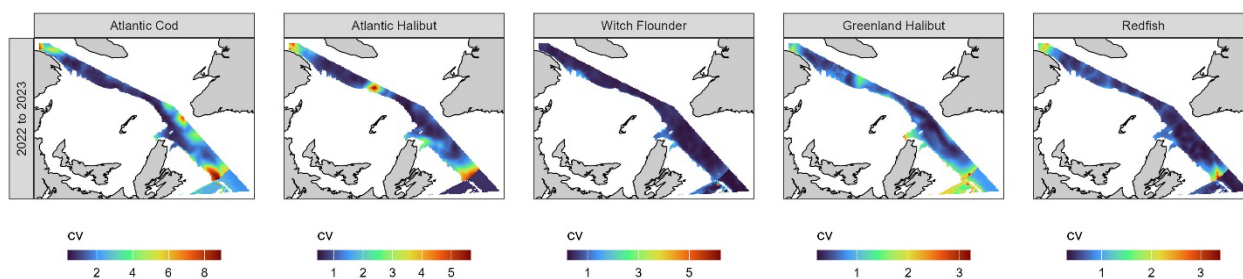 Atlantic Cod
Atlantic Halibut
Witch Flounder
Greenland Halibut
Redfish
2022 to 2023
CV
2 4 6 8
CV
1 2 3 4 5
CV
1 3 5
CV
1 2 3
CV
1 2 3